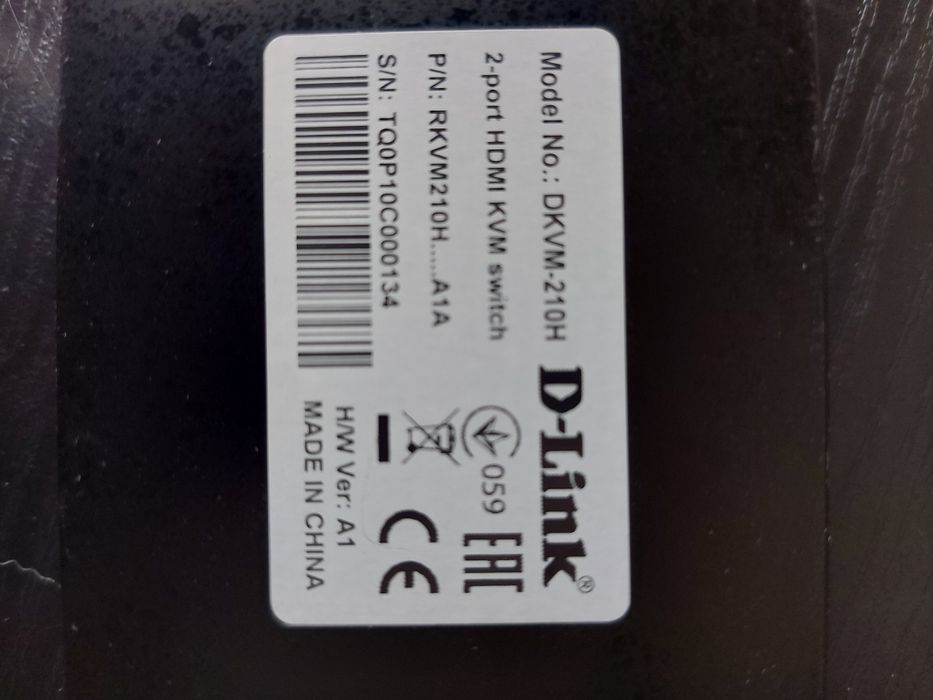 Model No.: DKVM-210H
D-Link®
2-port HDMI KVM switch
059
EAC
P/N: RKVM210H.....A1A
CE
S/N: TQ0P10C000134
H/W Ver: A1
MADE IN CHINA